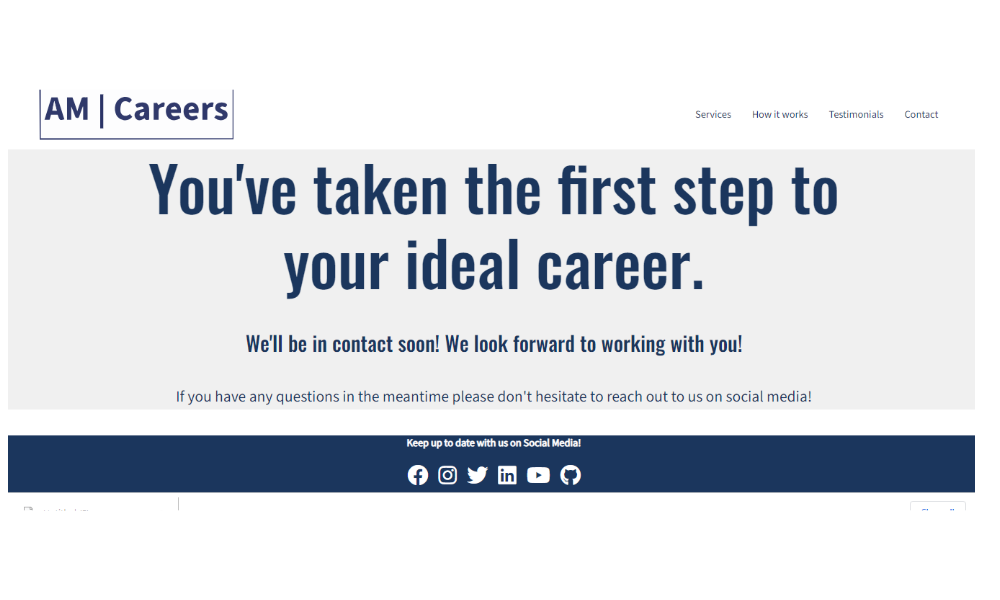 AM | Careers
Services How it works Testimonials Contact
You've taken the first step to
your ideal career.
We'll be in contact soon! We look forward to working with you!
If you have any questions in the meantime please don't hesitate to reach out to us on social media!
Keep up to date with us on Social Media!
in